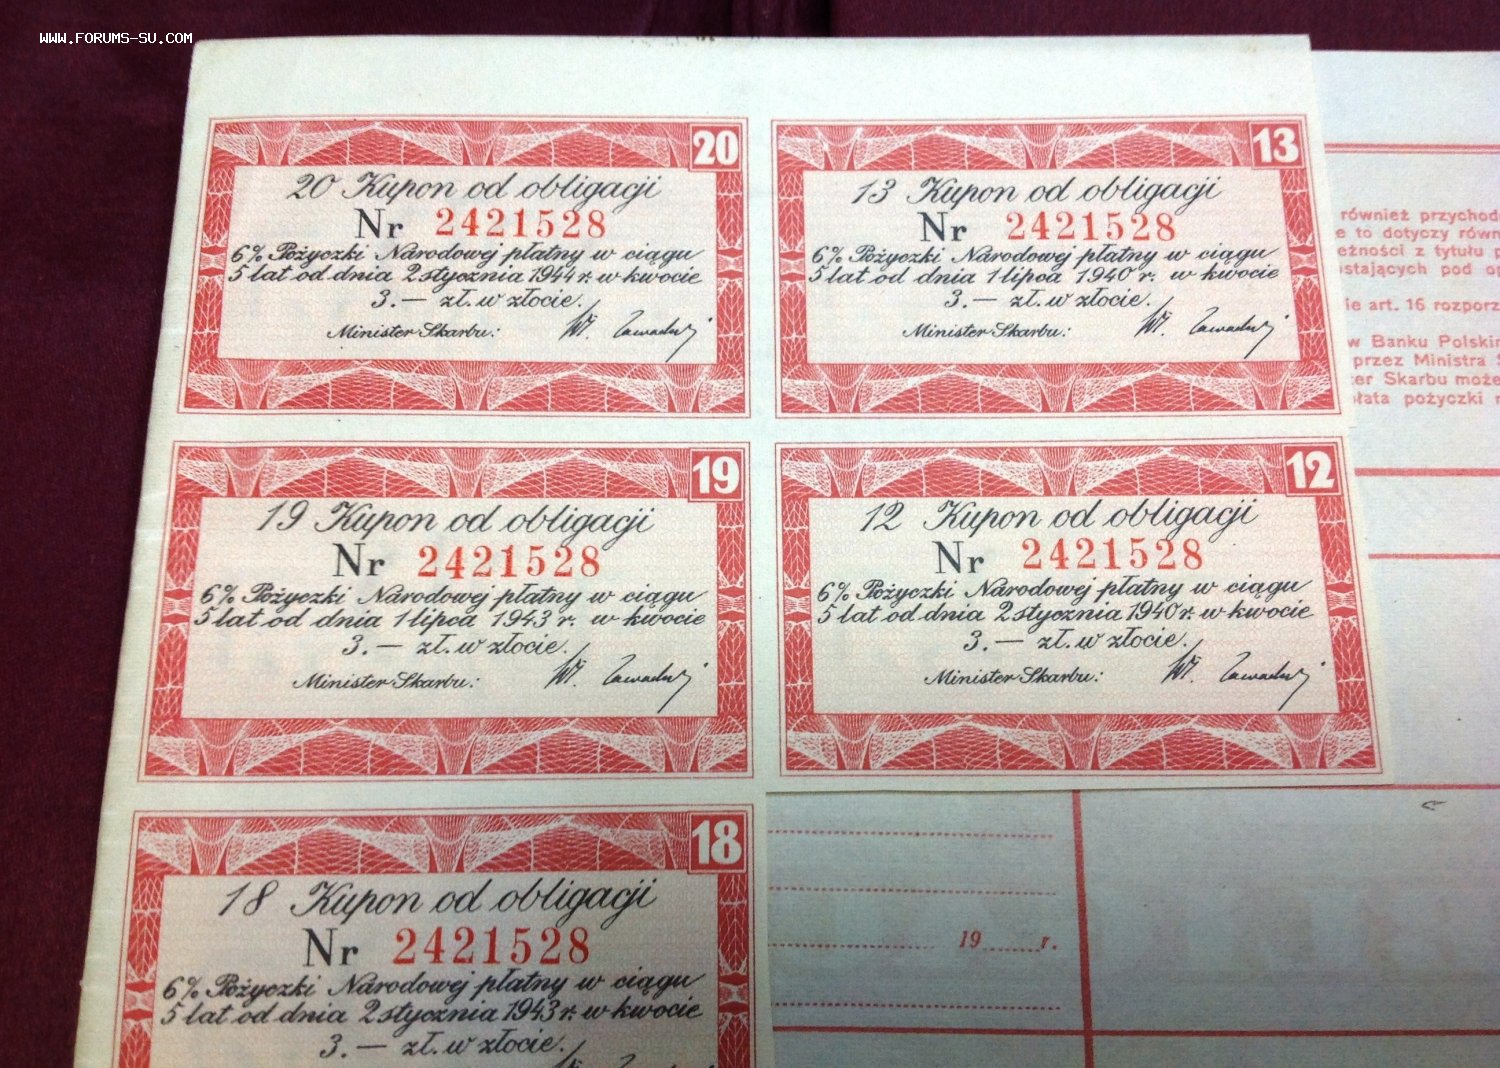 WWW.FORUMS-SU.COM
20
20 Kupon od obligacji
Nr 2421528
6% Pożyczki Narodowej płatny w ciągu
5 lat od dnia 2 stycznia 1944 r. w kwocie
3.— zł. w złocie.
Minister Skarbu:
13
13 Kupon od obligacji
Nr 2421528
6% Pożyczki Narodowej płatny w ciągu
5 lat od dnia 1 lipca 1940 r. w kwocie
3.— zł. w złocie.
Minister Skarbu:
19
19 Kupon od obligacji
Nr 2421528
6% Pożyczki Narodowej płatny w ciągu
5 lat od dnia 1 lipca 1943 r. w kwocie
3.— zł. w złocie.
Minister Skarbu:
12
12 Kupon od obligacji
Nr 2421528
6% Pożyczki Narodowej płatny w ciągu
5 lat od dnia 2 stycznia 1940 r. w kwocie
3.— zł. w złocie.
Minister Skarbu:
18
18 Kupon od obligacji
Nr 2421528
6% Pożyczki Narodowej płatny w ciągu
5 lat od dnia 2 stycznia 1943 r. w kwocie
3.— zł. w złocie.
również przychod
e to dotyczy równ
eżności z tytułu p
stających pod op
ie art. 16 rozporz
w Banku Polskim
przez Ministra S
er Skarbu może
płata pożyczki
19 r.